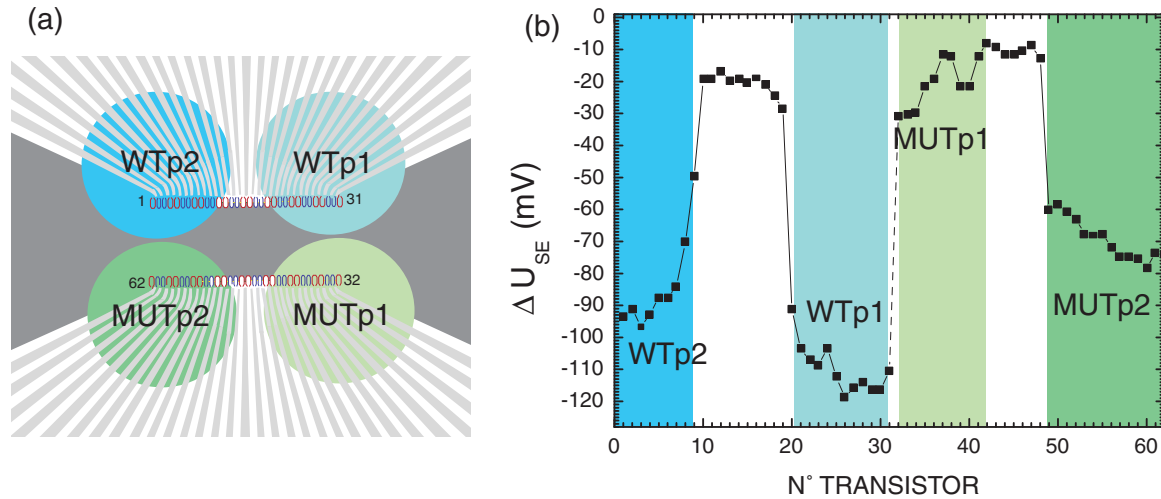 (a)
WTp2
WTp1
1
31
62
32
MUTp2
MUTp1
(b)
0
-10
-20
-30
-40
-50
-60
-70
-80
-90
-100
-110
-120
Δ U_SE (mV)
WTp2
WTp1
MUTp1
MUTp2
0 10 20 30 40 50 60
N° TRANSISTOR